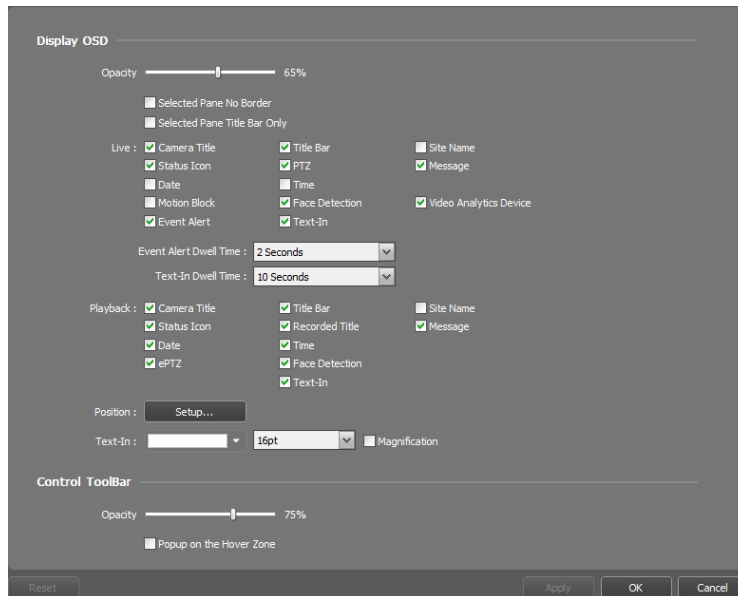 Display OSD
Opacity 65%
Selected Pane No Border
Selected Pane Title Bar Only
Live : Camera Title Title Bar Site Name
Status Icon PTZ Message
Date Time
Motion Block Face Detection Video Analytics Device
Event Alert Text-In
Event Alert Dwell Time : 2 Seconds
Text-In Dwell Time : 10 Seconds
Playback : Camera Title Title Bar Site Name
Status Icon Recorded Title Message
Date Time
ePTZ Face Detection
Text-In
Position : Setup...
Text-In : 16pt Magnification
Control ToolBar
Opacity 75%
Popup on the Hover Zone
Reset Apply OK Cancel